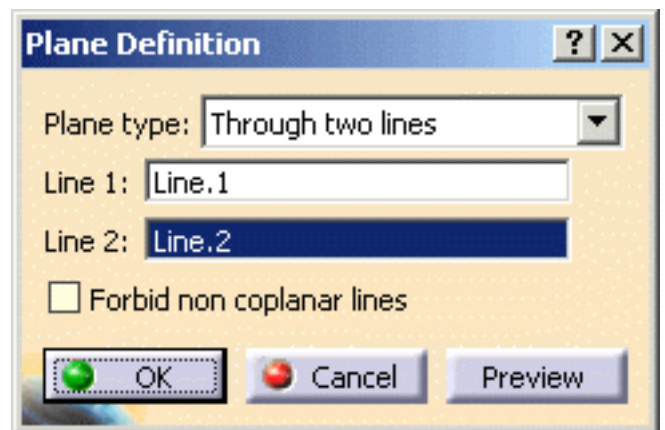 Plane Definition ? ×
Plane type: Through two lines
Line 1: Line.1
Line 2: Line.2
Forbid non coplanar lines
OK Cancel Preview